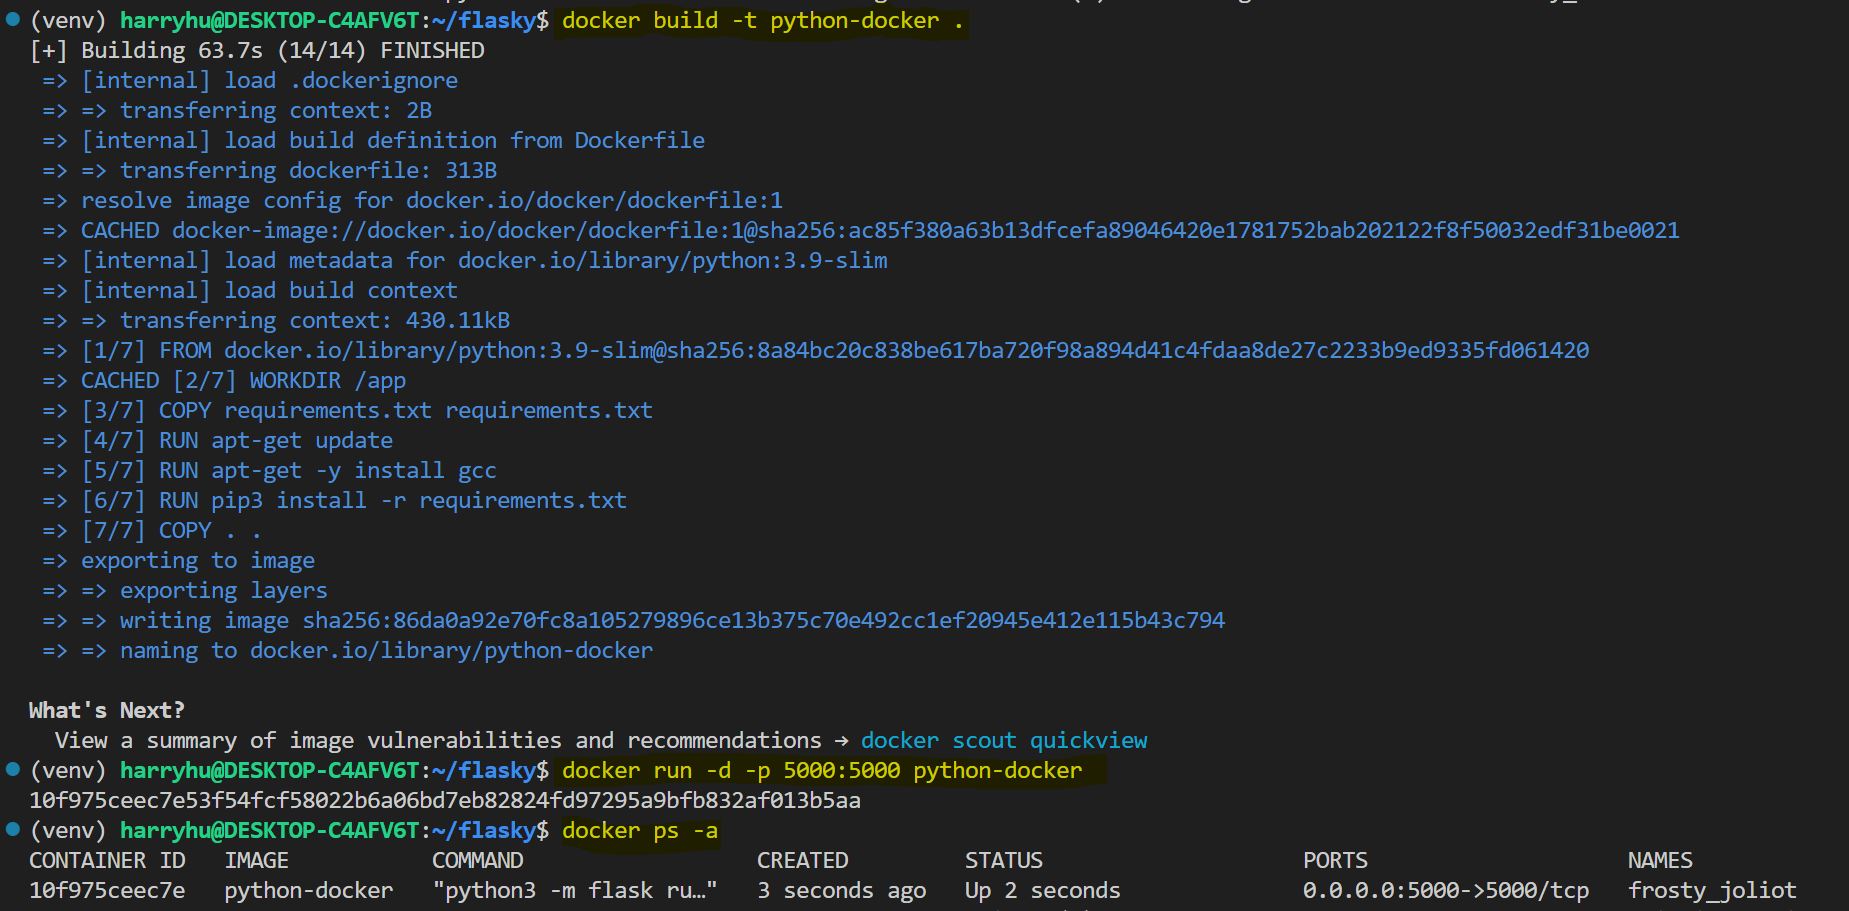 (venv) harryhu@DESKTOP-C4AFV6T:~/flasky$ docker build -t python-docker .
[+] Building 63.7s (14/14) FINISHED
=> [internal] load .dockerignore
=> => transferring context: 2B
=> [internal] load build definition from Dockerfile
=> => transferring dockerfile: 313B
=> resolve image config for docker.io/docker/dockerfile:1
=> CACHED docker-image://docker.io/docker/dockerfile:1@sha256:ac85f380a63b13dfcefa89046420e1781752bab202122f8f50032edf31be0021
=> [internal] load metadata for docker.io/library/python:3.9-slim
=> [internal] load build context
=> => transferring context: 430.11kB
=> [1/7] FROM docker.io/library/python:3.9-slim@sha256:8a84bc20c838be617ba720f98a894d41c4fdaa8de27c2233b9ed9335fd061420
=> CACHED [2/7] WORKDIR /app
=> [3/7] COPY requirements.txt requirements.txt
=> [4/7] RUN apt-get update
=> [5/7] RUN apt-get -y install gcc
=> [6/7] RUN pip3 install -r requirements.txt
=> [7/7] COPY . .
=> exporting to image
=> => exporting layers
=> => writing image sha256:86da0a92e70fc8a105279896ce13b375c70e492cc1ef20945e412e115b43c794
=> => naming to docker.io/library/python-docker
What's Next?
View a summary of image vulnerabilities and recommendations → docker scout quickview
(venv) harryhu@DESKTOP-C4AFV6T:~/flasky$ docker run -d -p 5000:5000 python-docker
10f975ceec7e53f54fcf58022b6a06bd7eb82824fd97295a9bfb832af013b5aa
(venv) harryhu@DESKTOP-C4AFV6T:~/flasky$ docker ps -a
CONTAINER ID IMAGE COMMAND CREATED STATUS PORTS NAMES
10f975ceec7e python-docker "python3 -m flask ru…" 3 seconds ago Up 2 seconds 0.0.0.0:5000->5000/tcp frosty_joliot